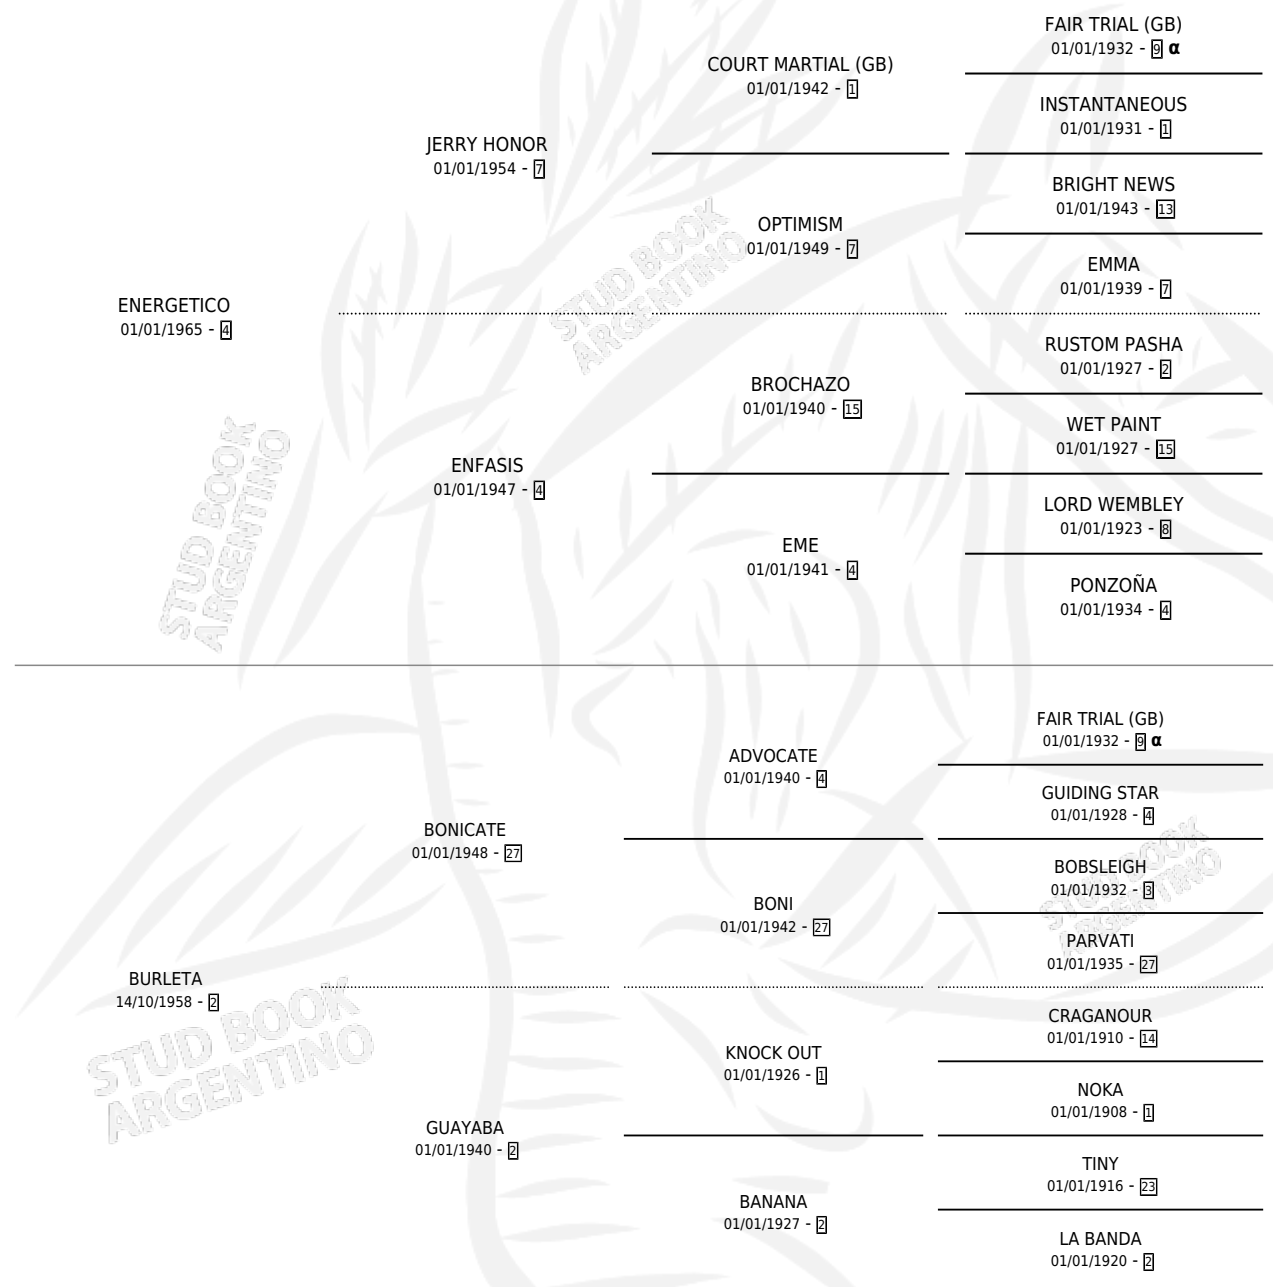 FAIR TRIAL (GB)
01/01/1932 - 9 α
COURT MARTIAL (GB)
01/01/1942 - 1
INSTANTANEOUS
01/01/1931 - 1
JERRY HONOR
01/01/1954 - 7
BRIGHT NEWS
01/01/1943 - 13
OPTIMISM
01/01/1949 - 7
EMMA
01/01/1939 - 7
ENERGETICO
01/01/1965 - 4
RUSTOM PASHA
01/01/1927 - 2
BROCHAZO
01/01/1940 - 15
WET PAINT
01/01/1927 - 15
ENFASIS
01/01/1947 - 4
LORD WEMBLEY
01/01/1923 - 8
EME
01/01/1941 - 4
PONZOÑA
01/01/1934 - 4
FAIR TRIAL (GB)
01/01/1932 - 9 α
ADVOCATE
01/01/1940 - 4
GUIDING STAR
01/01/1928 - 4
BONICATE
01/01/1948 - 27
BOBSLEIGH
01/01/1932 - 3
BONI
01/01/1942 - 27
PARVATI
01/01/1935 - 27
BURLETA
14/10/1958 - 2
CRAGANOUR
01/01/1910 - 14
KNOCK OUT
01/01/1926 - 1
NOKA
01/01/1908 - 1
GUAYABA
01/01/1940 - 2
TINY
01/01/1916 - 23
BANANA
01/01/1927 - 2
LA BANDA
01/01/1920 - 2
STUD BOOK
ARGENTINO
STUD BOOK
ARGENTINO
STUD BOOK
ARGENTINO
STUD BOOK
ARGENTINO